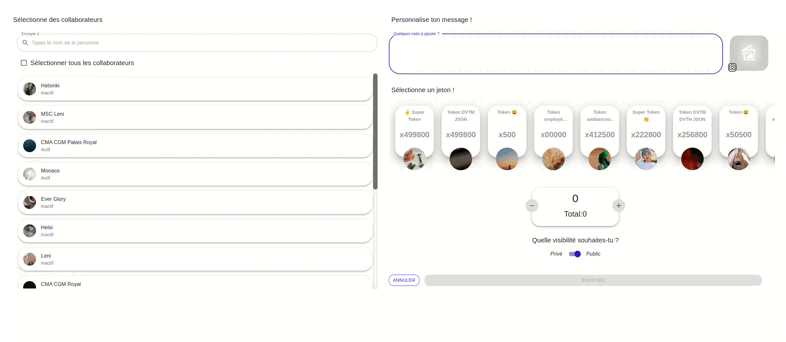 Sélectionne des collaborateurs
Envoyer à
Tapez le nom de la personne
Sélectionner tous les collaborateurs
Helsinki
Inactif
MSC Leni
Inactif
CMA CGM Palais Royal
Actif
Monaco
Actif
Ever Glory
Inactif
Helsi
Inactif
Leni
Inactif
CMA CGM Royal
Personnalise ton message !
Quelques mots à ajouter ?
Sélectionne un jeton !
✌ Super Token
x499800
Token DVTM JSON
x499800
Token 😀
x500
Token employé...
x00000
Token ambianceu...
x412500
Super Token 👏
x222800
Token DVTM DVTH JSON
x256800
Token 😀
x50500
0
Total:0
Quelle visibilité souhaites-tu ?
Privé
Public
ANNULER
ENVOYER